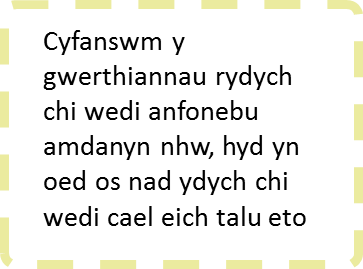 Cyfanswm y
gwerthiannau rydych
chi wedi anfonebu
amdanyn nhw, hyd yn
oed os nad ydych chi
wedi cael eich talu eto